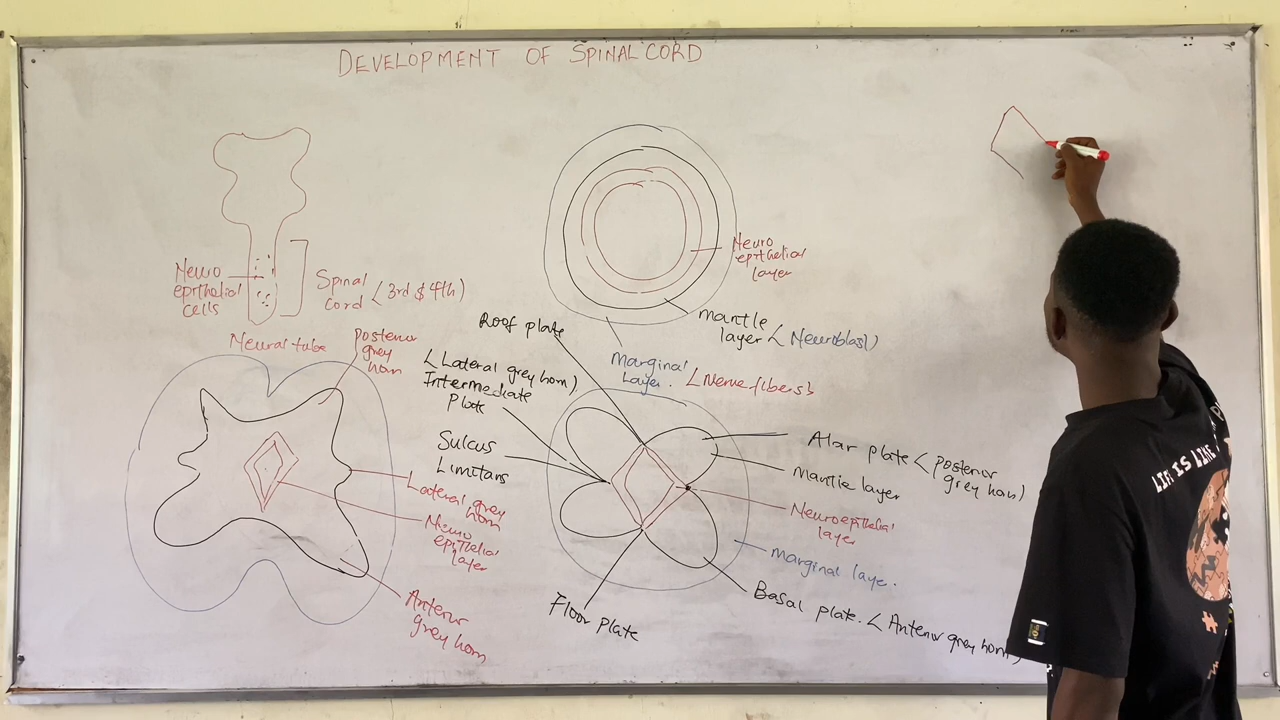 DEVELOPMENT OF SPINAL CORD
Neuro
epithelial
cells
Spinal
cord (3rd & 4th)
Neural tube
Neuro
epithelial
layer
mantle
layer (Neuroblast)
marginal
layer. (Nerve fibers)
posterior
grey
horn
Lateral grey
horn
Neuro
epithelial
layer
Anterior
grey horn
Roof plate
(Lateral grey horn)
Intermediate
Plate
Sulcus
Limitans
Floor plate
Alar plate (posterior
grey horn)
mantle layer
Neuroepithelial
layer
marginal layer.
Basal plate. (Anterior grey horn)
LIFE IS LIKE